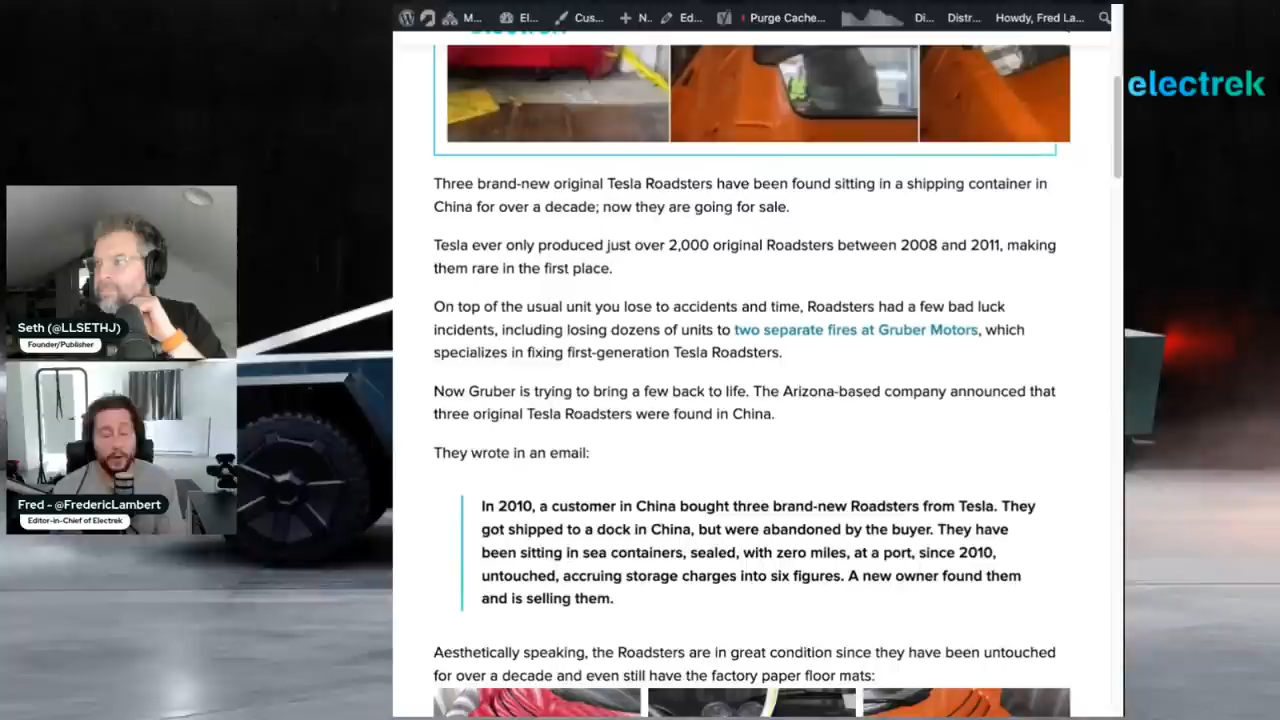 M...
El...
Cus...
N..
Ed...
Purge Cache...
Di...
Distr...
Howdy, Fred La...
electrek
Three brand-new original Tesla Roadsters have been found sitting in a shipping container in
China for over a decade; now they are going for sale.
Tesla ever only produced just over 2,000 original Roadsters between 2008 and 2011, making
them rare in the first place.
On top of the usual unit you lose to accidents and time, Roadsters had a few bad luck
incidents, including losing dozens of units to two separate fires at Gruber Motors, which
specializes in fixing first-generation Tesla Roadsters.
Now Gruber is trying to bring a few back to life. The Arizona-based company announced that
three original Tesla Roadsters were found in China.
They wrote in an email:
In 2010, a customer in China bought three brand-new Roadsters from Tesla. They
got shipped to a dock in China, but were abandoned by the buyer. They have
been sitting in sea containers, sealed, with zero miles, at a port, since 2010,
untouched, accruing storage charges into six figures. A new owner found them
and is selling them.
Aesthetically speaking, the Roadsters are in great condition since they have been untouched
for over a decade and even still have the factory paper floor mats:
Seth (@LLSETHJ)
Founder/Publisher
Fred - @FredericLambert
Editor-in-Chief of Electrek